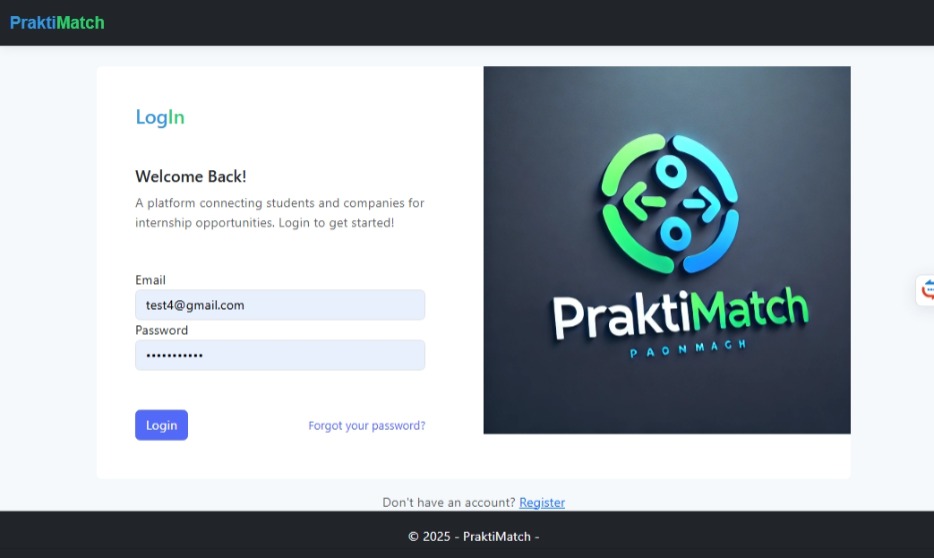 PraktiMatch
LogIn
Welcome Back!
A platform connecting students and companies for
internship opportunities. Login to get started!
Email
test4@gmail.com
Password
•••••••••••
Login
Forgot your password?
PraktiMatch
PAONMACH
Don't have an account? Register
© 2025 - PraktiMatch -